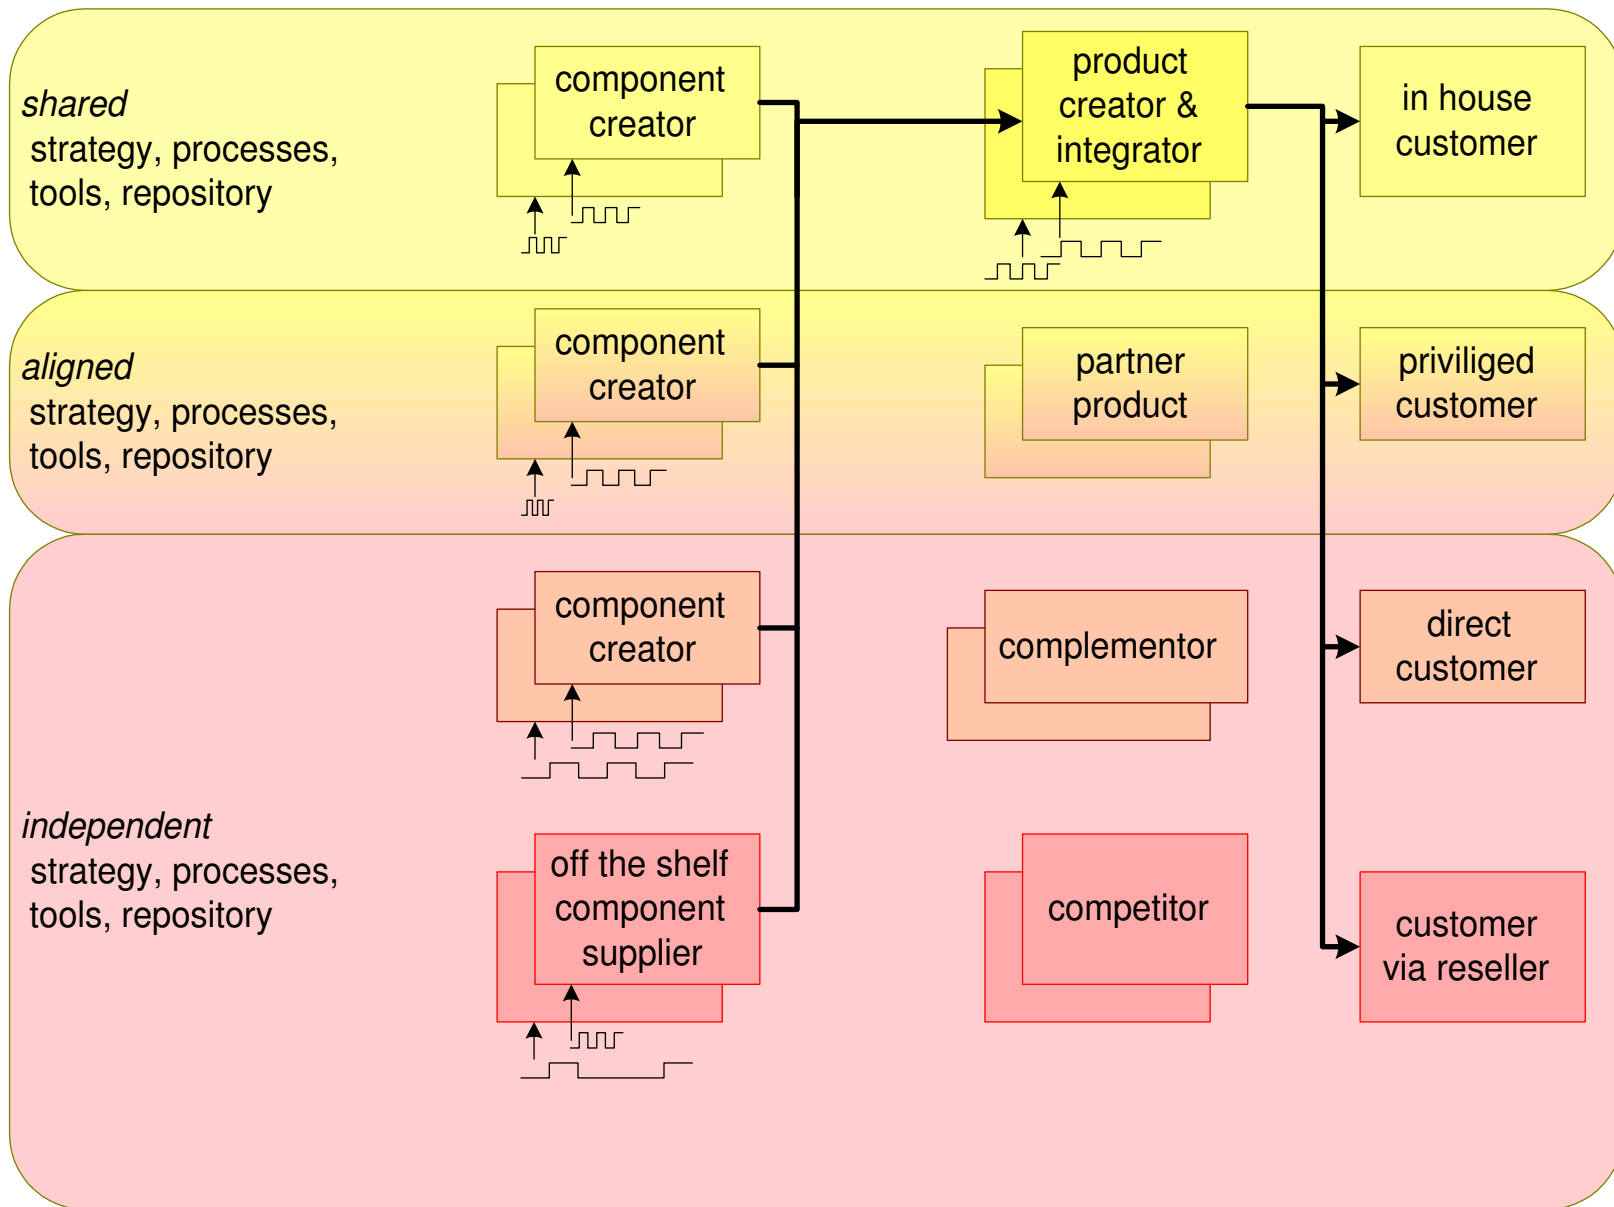 shared
strategy, processes,
tools, repository
component
creator
product
creator &
integrator
in house
customer
aligned
strategy, processes,
tools, repository
component
creator
partner
product
priviliged
customer
independent
strategy, processes,
tools, repository
component
creator
complementor
direct
customer
off the shelf
component
supplier
competitor
customer
via reseller